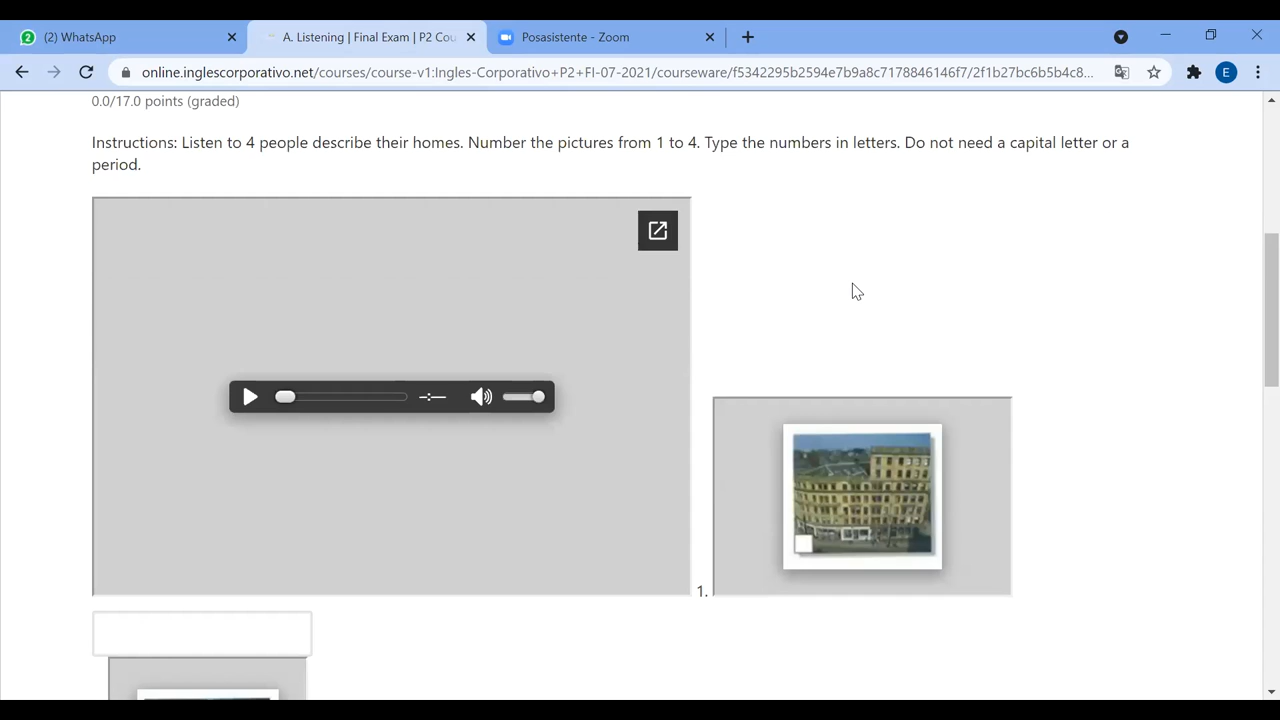 2
(2) WhatsApp
A. Listening | Final Exam | P2 Cou
Posasistente - Zoom
online.inglescorporativo.net/courses/course-v1:Ingles-Corporativo+P2+FI-07-2021/courseware/f5342295b2594e7b9a8c7178846146f7/2f1b27bc6b5b4c8...
E
0.0/17.0 points (graded)
Instructions: Listen to 4 people describe their homes. Number the pictures from 1 to 4. Type the numbers in letters. Do not need a capital letter or a
period.
1.